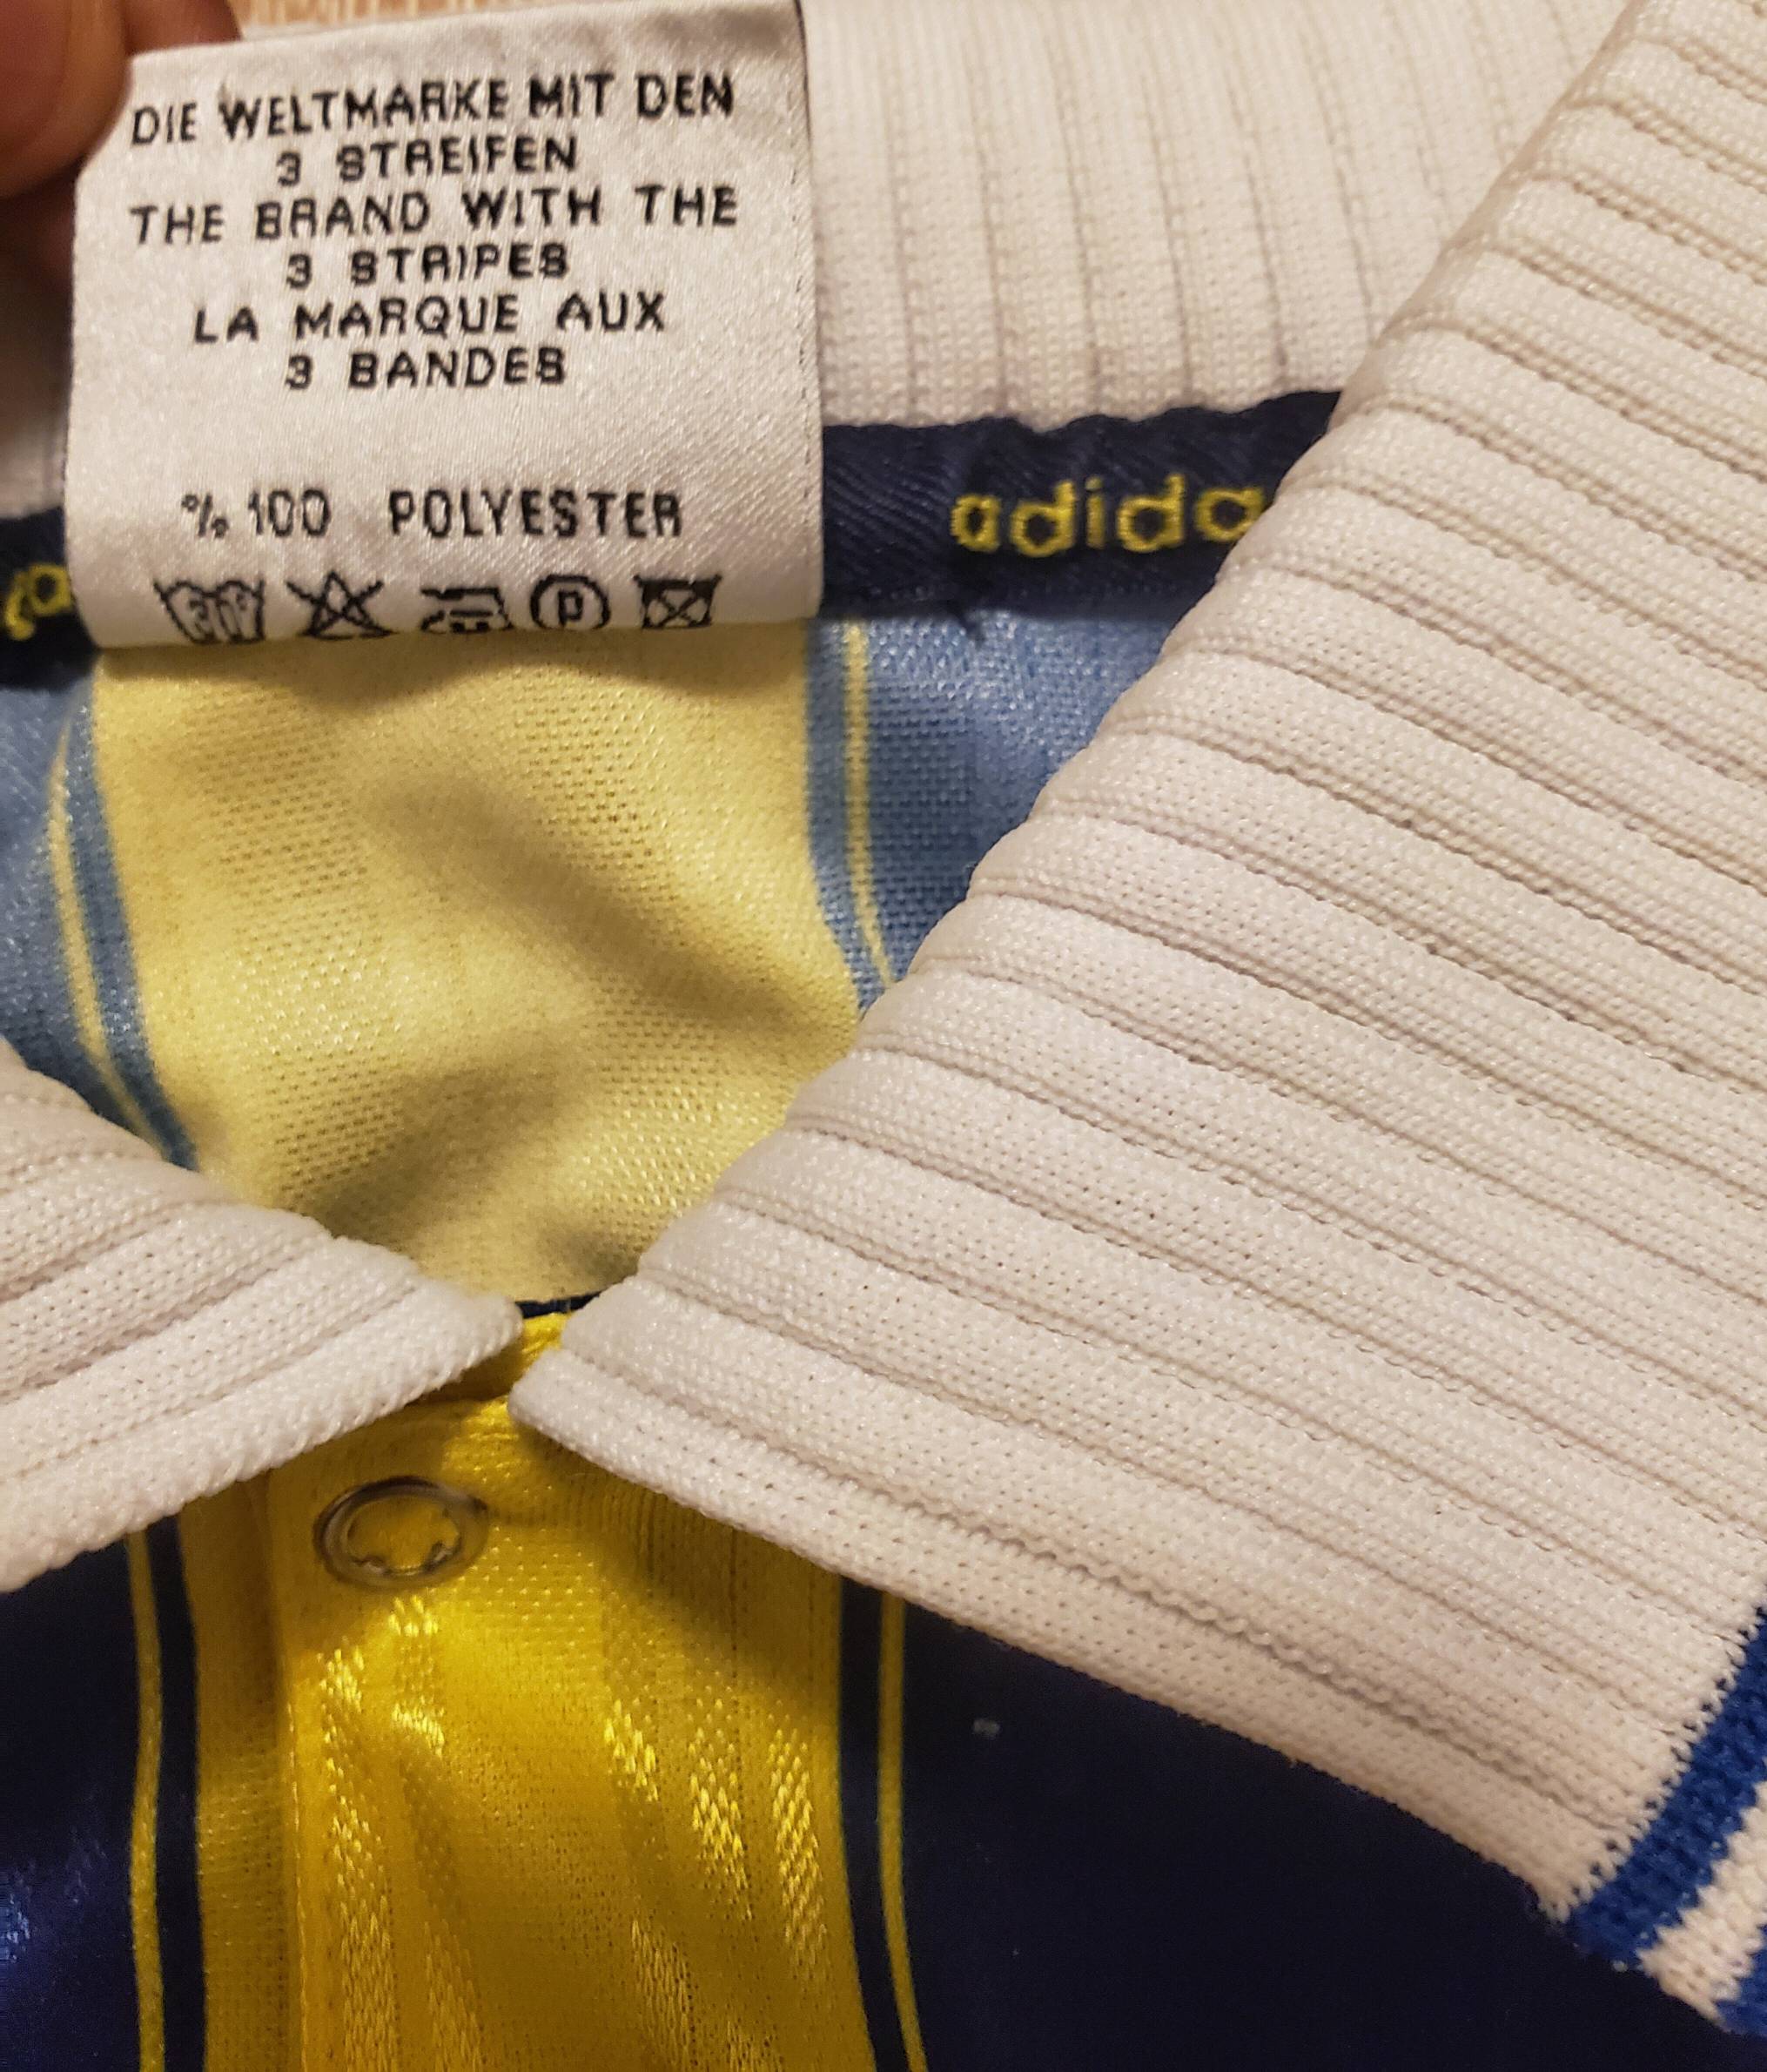 DIE WELTMARKE MIT DEN
3 STREIFEN
THE BRAND WITH THE
3 STRIPES
LA MARQUE AUX
3 BANDES
% 100 POLYESTER
30°
P
adida